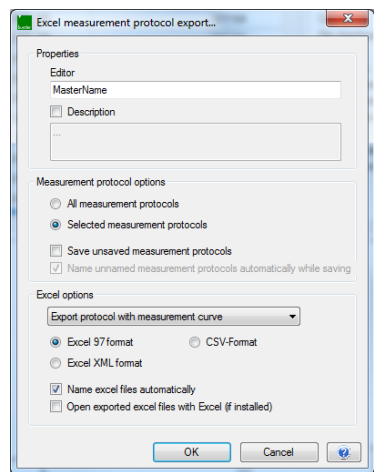 Excel measurement protocol export...
Properties
Editor
MasterName
Description
...
Measurement protocol options
All measurement protocols
Selected measurement protocols
Save unsaved measurement protocols
Name unnamed measurement protocols automatically while saving
Excel options
Export protocol with measurement curve
Excel 97 format CSV-Format
Excel XML format
Name excel files automatically
Open exported excel files with Excel (if installed)
OK Cancel ?